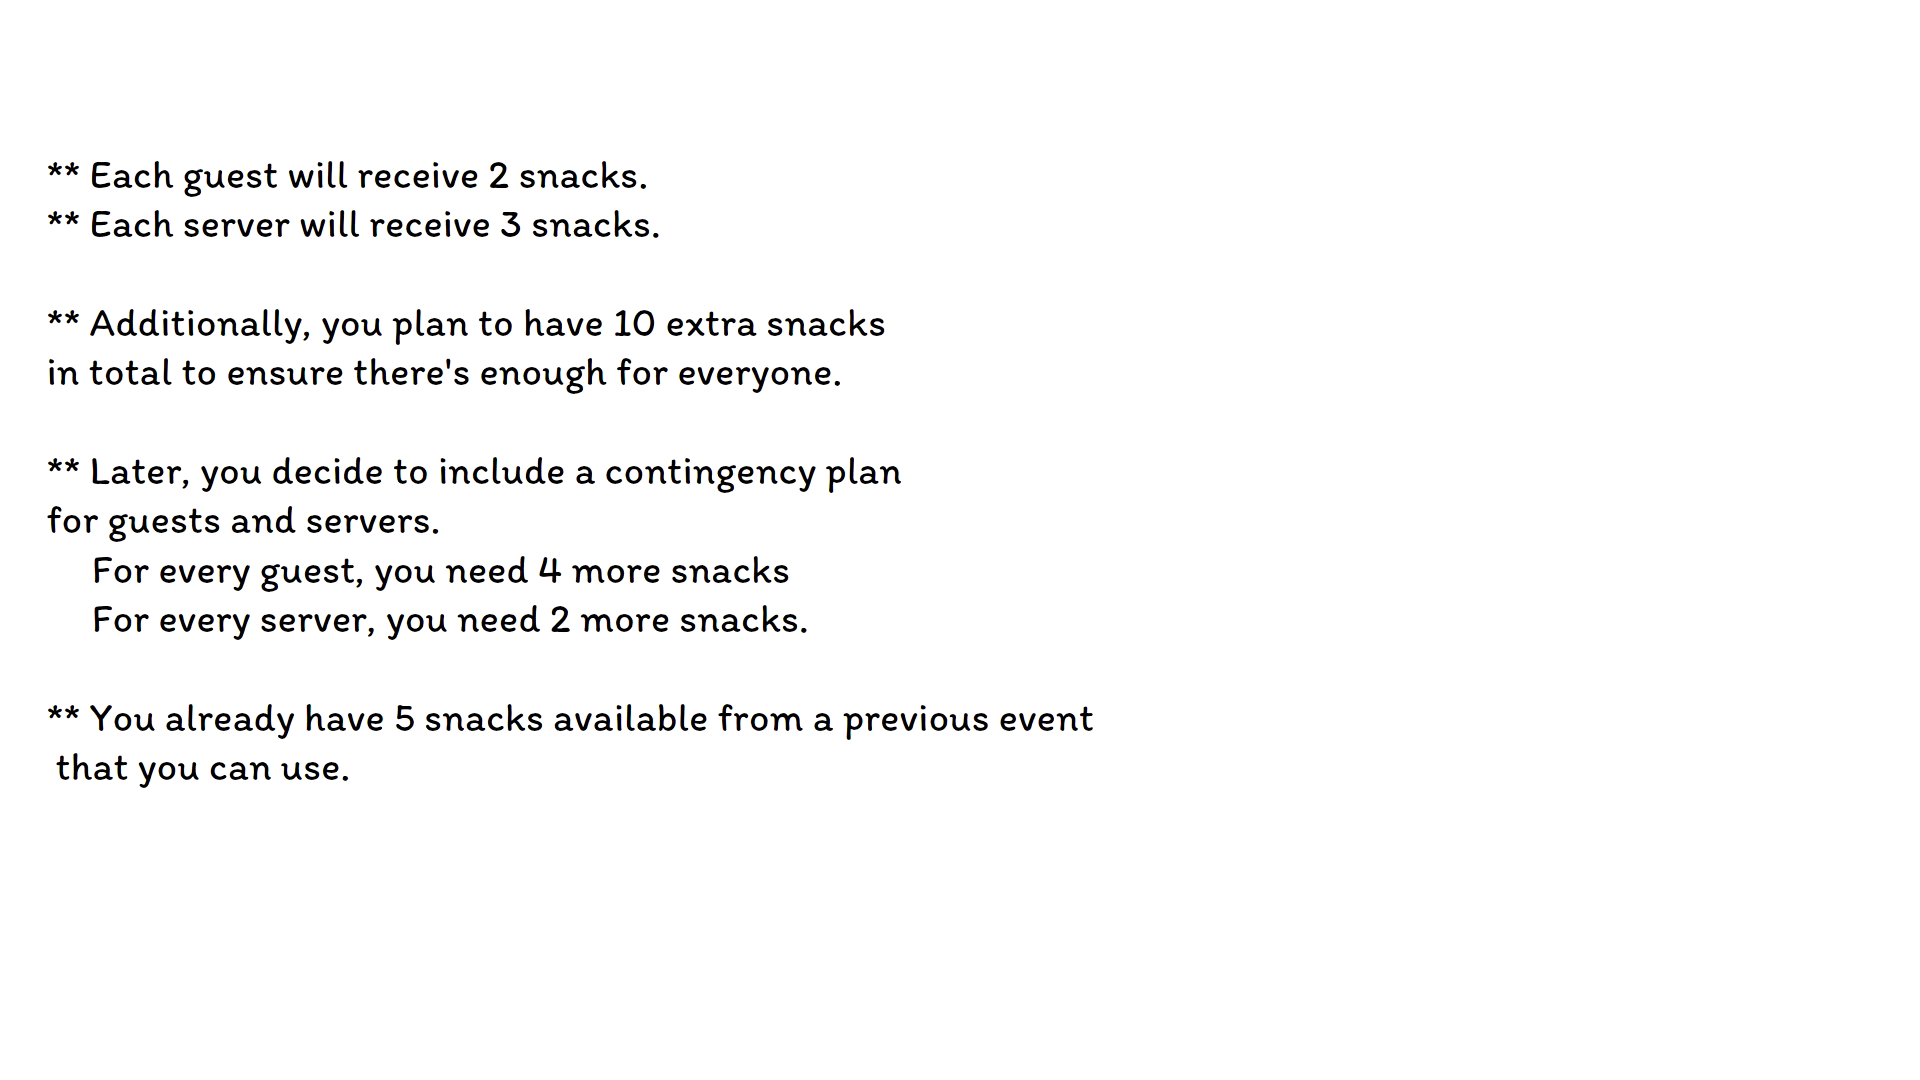 ** Each guest will receive 2 snacks.
** Each server will receive 3 snacks.
** Additionally, you plan to have 10 extra snacks
in total to ensure there's enough for everyone.
** Later, you decide to include a contingency plan
for guests and servers.
For every guest, you need 4 more snacks
For every server, you need 2 more snacks.
** You already have 5 snacks available from a previous event
that you can use.